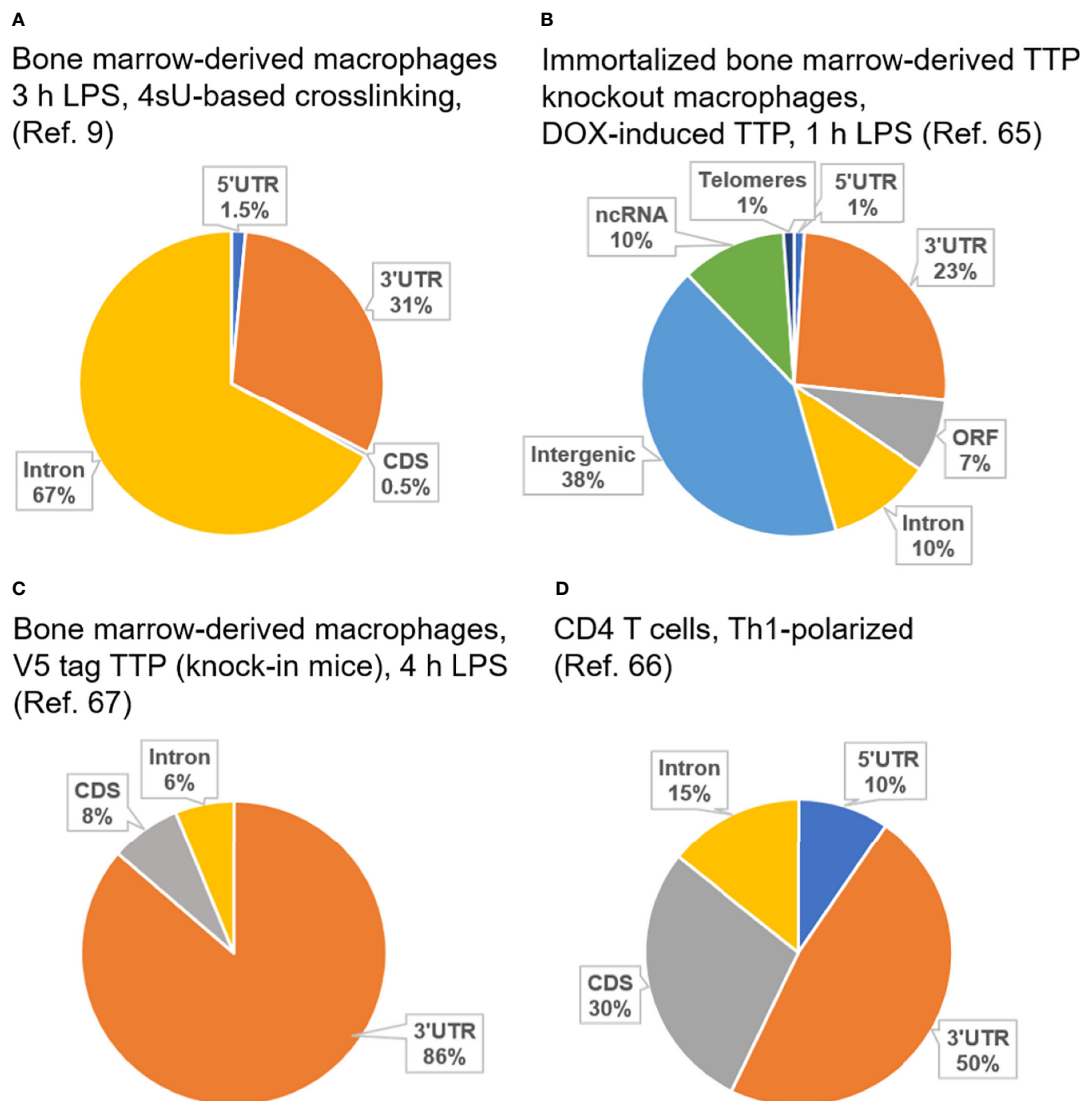 A
Bone marrow-derived macrophages
3 h LPS, 4sU-based crosslinking,
(Ref. 9)
5'UTR
1.5%
3'UTR
31%
CDS
0.5%
Intron
67%
B
Immortalized bone marrow-derived TTP
knockout macrophages,
DOX-induced TTP, 1 h LPS (Ref. 65)
Telomeres
1%
5'UTR
1%
ncRNA
10%
3'UTR
23%
ORF
7%
Intron
10%
Intergenic
38%
C
Bone marrow-derived macrophages,
V5 tag TTP (knock-in mice), 4 h LPS
(Ref. 67)
Intron
6%
CDS
8%
3'UTR
86%
D
CD4 T cells, Th1-polarized
(Ref. 66)
Intron
15%
5'UTR
10%
CDS
30%
3'UTR
50%